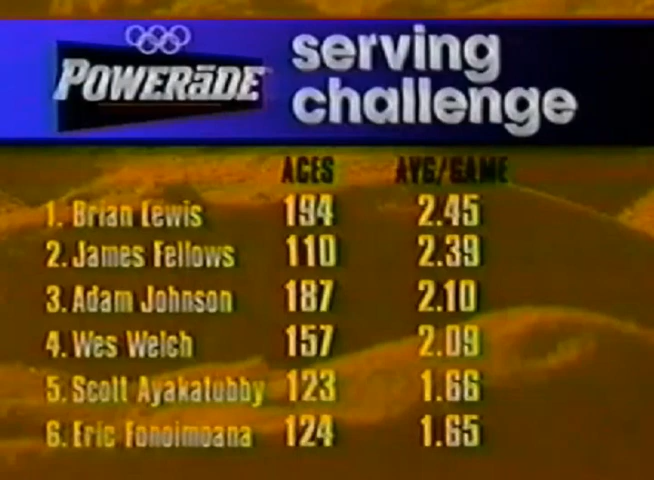 POWERāDE serving
challenge
ACES AVG/GAME
1. Brian Lewis 194 2.45
2. James Fellows 110 2.39
3. Adam Johnson 187 2.10
4. Wes Welch 157 2.09
5. Scott Ayakatubby 123 1.66
6. Eric Fonoimoana 124 1.65